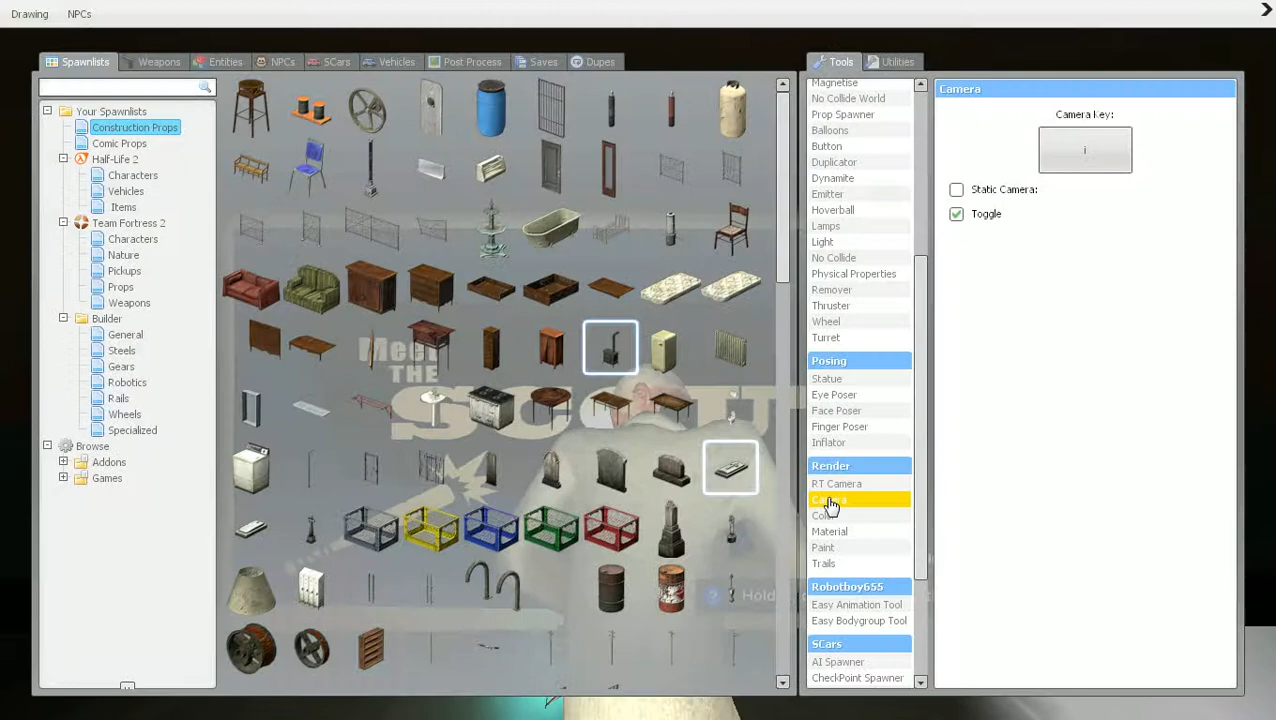 Drawing NPCs
Spawnlists Weapons Entities NPCs SCars Vehicles Post Process Saves Dupes
Your Spawnlists
Construction Props
Comic Props
Half-Life 2
Characters
Vehicles
Items
Team Fortress 2
Characters
Nature
Pickups
Props
Weapons
Builder
General
Steels
Gears
Robotics
Rails
Wheels
Specialized
Browse
Addons
Games
Meet
THE
Hold
Tools Utilities
Magnetise
No Collide World
Prop Spawner
Balloons
Button
Duplicator
Dynamite
Emitter
Hoverball
Lamps
Light
No Collide
Physical Properties
Remover
Thruster
Wheel
Turret
Posing
Statue
Eye Poser
Face Poser
Finger Poser
Inflator
Render
RT Camera
Camera
Color
Material
Paint
Trails
Robotboy655
Easy Animation Tool
Easy Bodygroup Tool
SCars
AI Spawner
CheckPoint Spawner
Camera
Camera Key:
i
Static Camera:
Toggle